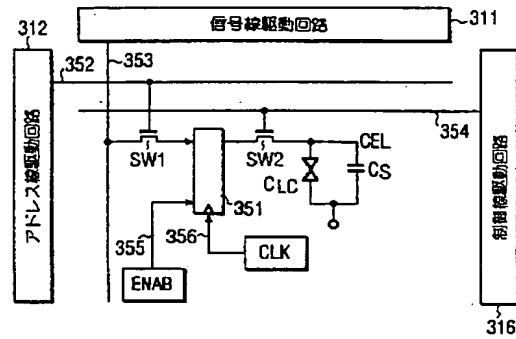 信号線駆動回路
311
312
352
353
アドレス線駆動回路
354
制御線駆動回路
316
SW1
SW2
CEL
CLC
CS
351
355
356
CLK
ENAB